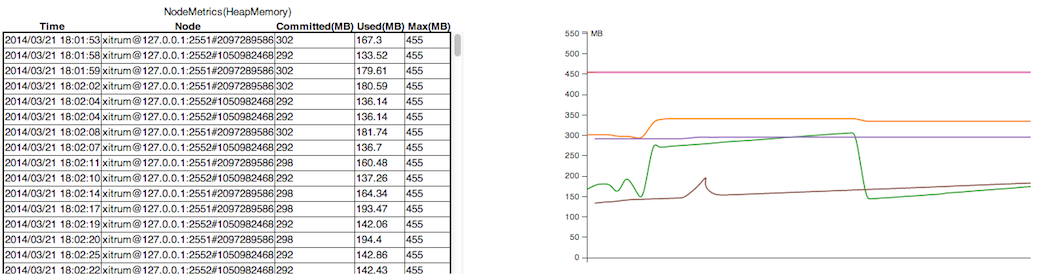 NodeMetrics(HeapMemory)
Time Node Committed(MB) Used(MB) Max(MB)
2014/03/21 18:01:53 xitrum@127.0.0.1:2551#2097289586 302 167.3 455
2014/03/21 18:01:58 xitrum@127.0.0.1:2552#1050982468 292 133.52 455
2014/03/21 18:01:59 xitrum@127.0.0.1:2551#2097289586 302 179.61 455
2014/03/21 18:02:02 xitrum@127.0.0.1:2551#2097289586 302 180.59 455
2014/03/21 18:02:04 xitrum@127.0.0.1:2552#1050982468 292 136.14 455
2014/03/21 18:02:04 xitrum@127.0.0.1:2552#1050982468 292 136.14 455
2014/03/21 18:02:08 xitrum@127.0.0.1:2551#2097289586 302 181.74 455
2014/03/21 18:02:07 xitrum@127.0.0.1:2552#1050982468 292 136.7 455
2014/03/21 18:02:11 xitrum@127.0.0.1:2551#2097289586 298 160.48 455
2014/03/21 18:02:10 xitrum@127.0.0.1:2552#1050982468 292 137.26 455
2014/03/21 18:02:14 xitrum@127.0.0.1:2551#2097289586 298 164.34 455
2014/03/21 18:02:17 xitrum@127.0.0.1:2551#2097289586 298 193.47 455
2014/03/21 18:02:19 xitrum@127.0.0.1:2552#1050982468 292 142.06 455
2014/03/21 18:02:20 xitrum@127.0.0.1:2551#2097289586 298 194.4 455
2014/03/21 18:02:25 xitrum@127.0.0.1:2552#1050982468 292 142.86 455
2014/03/21 18:02:22 xitrum@127.0.0.1:2552#1050982468 292 142.43 455
550 MB
500
450
400
350
300
250
200
150
100
50
0